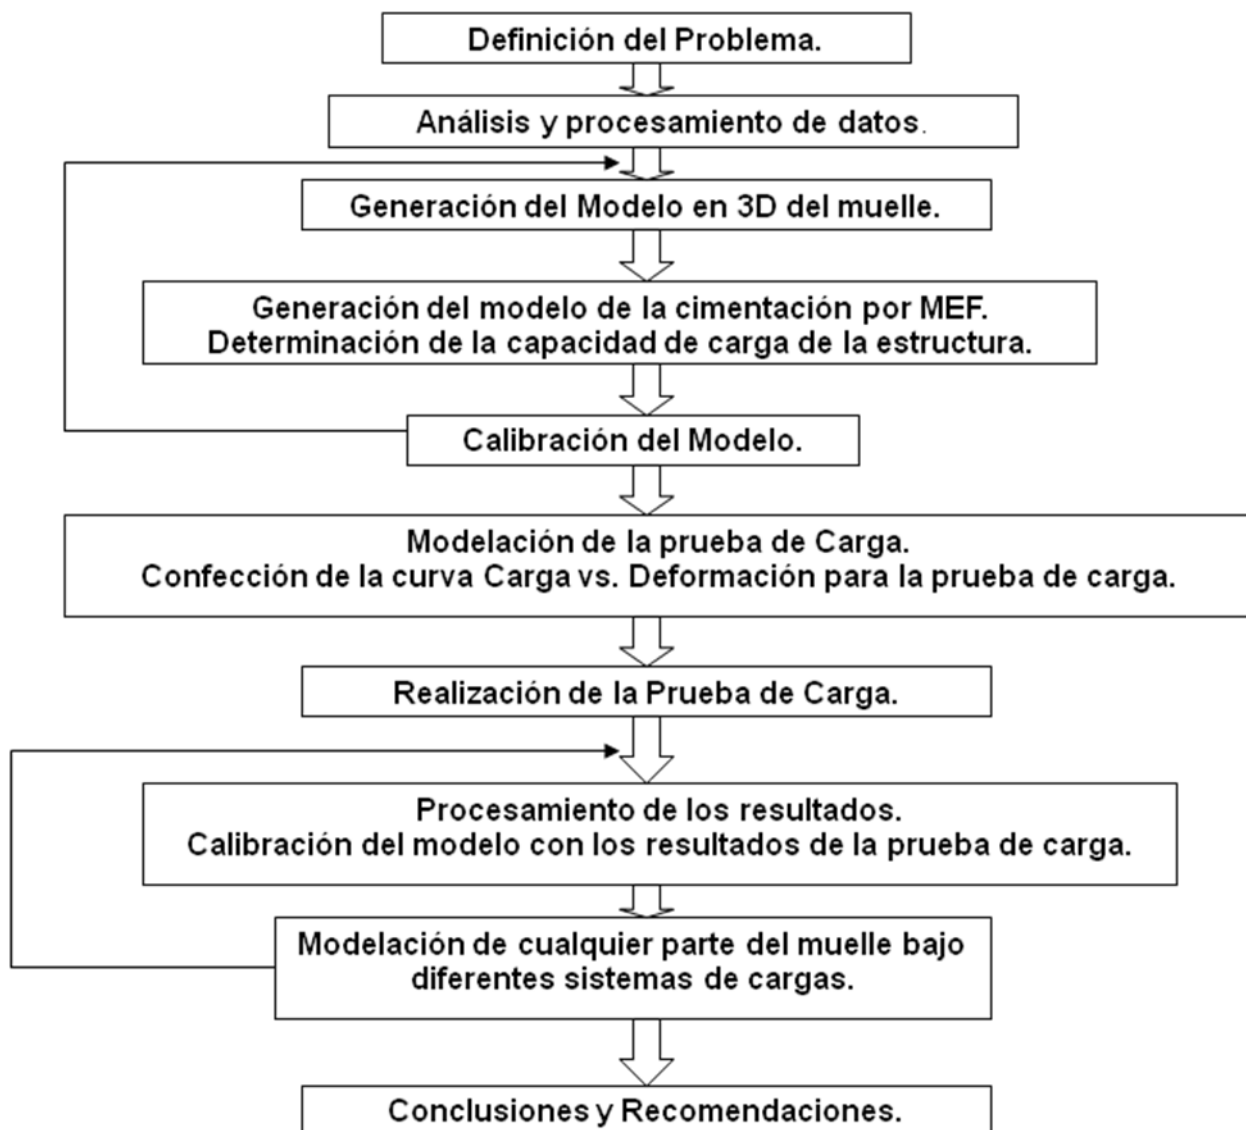 Definición del Problema.
Análisis y procesamiento de datos.
Generación del Modelo en 3D del muelle.
Generación del modelo de la cimentación por MEF.
Determinación de la capacidad de carga de la estructura.
Calibración del Modelo.
Modelación de la prueba de Carga.
Confección de la curva Carga vs. Deformación para la prueba de carga.
Realización de la Prueba de Carga.
Procesamiento de los resultados.
Calibración del modelo con los resultados de la prueba de carga.
Modelación de cualquier parte del muelle bajo
diferentes sistemas de cargas.
Conclusiones y Recomendaciones.